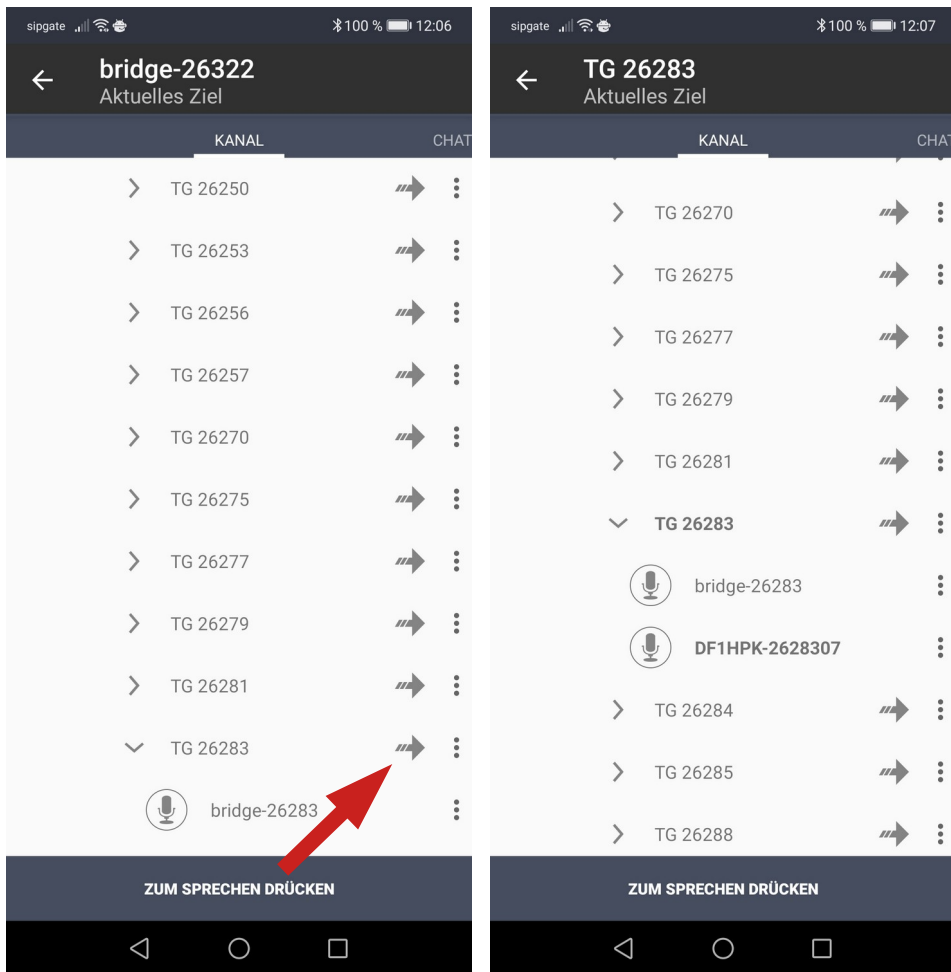 sipgate 100 % 12:06
bridge-26322
Aktuelles Ziel
KANAL CHAT
TG 26250
TG 26253
TG 26256
TG 26257
TG 26270
TG 26275
TG 26277
TG 26279
TG 26281
TG 26283
bridge-26283
ZUM SPRECHEN DRÜCKEN
sipgate 100 % 12:07
TG 26283
Aktuelles Ziel
KANAL CHAT
TG 26270
TG 26275
TG 26277
TG 26279
TG 26281
TG 26283
bridge-26283
DF1HPK-2628307
TG 26284
TG 26285
TG 26288
ZUM SPRECHEN DRÜCKEN